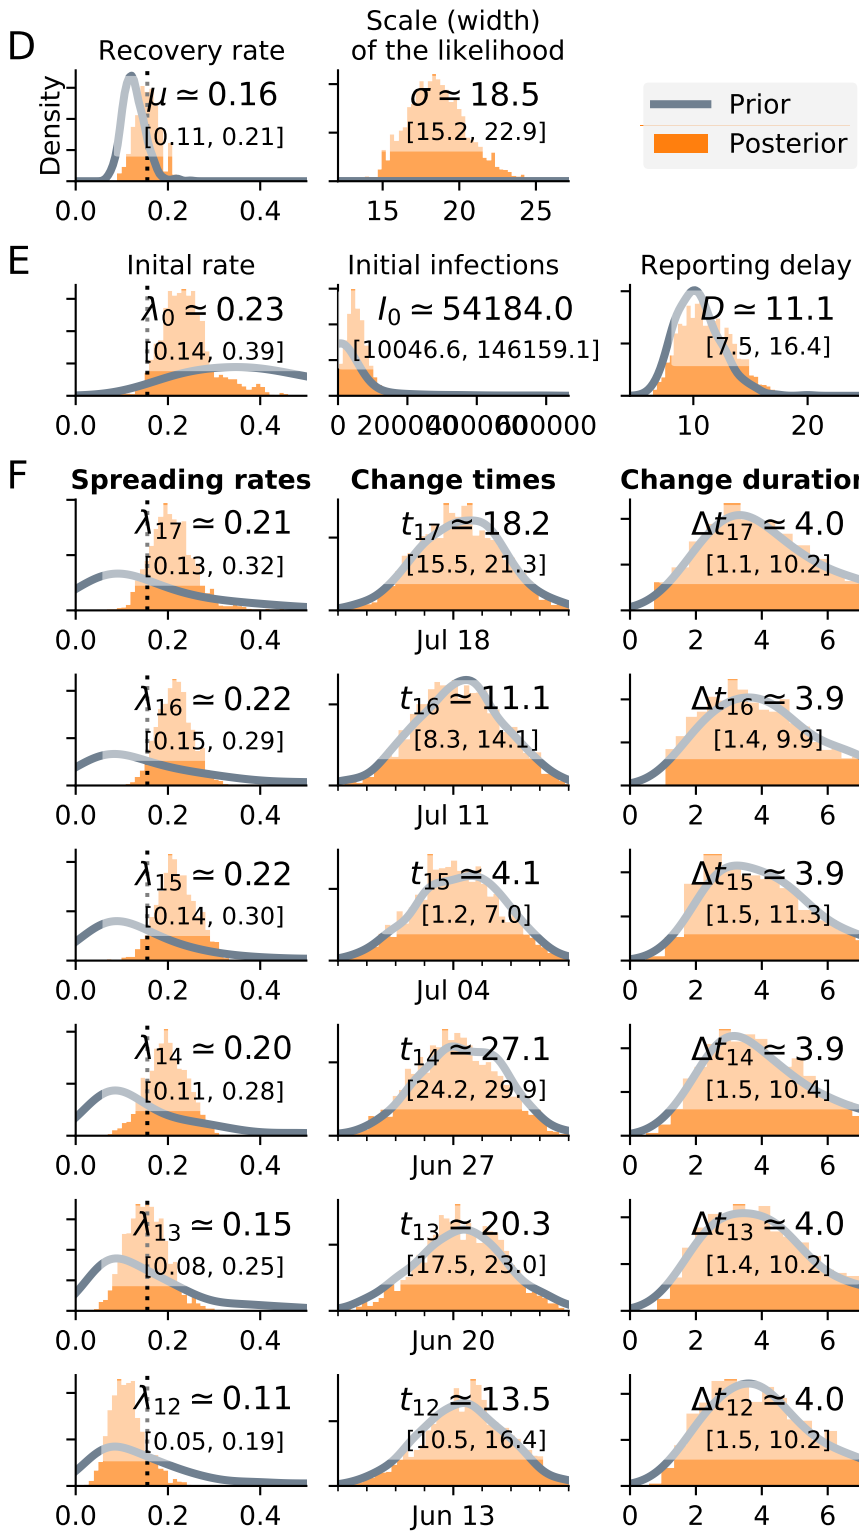 D
Recovery rate
Scale (width)
of the likelihood
Density
μ ≃ 0.16
[0.11, 0.21]
0.0 0.2 0.4
σ ≃ 18.5
[15.2, 22.9]
15 20 25
Prior
Posterior
E
Inital rate
Initial infections
Reporting delay
λ0 ≃ 0.23
[0.14, 0.39]
0.0 0.2 0.4
I0 ≃ 54184.0
[10046.6, 146159.1]
0 200000 400000 600000
D ≃ 11.1
[7.5, 16.4]
10 20
F
Spreading rates
Change times
Change duration
λ17 ≃ 0.21
[0.13, 0.32]
0.0 0.2 0.4
t17 ≃ 18.2
[15.5, 21.3]
Jul 18
Δt17 ≃ 4.0
[1.1, 10.2]
0 2 4 6
λ16 ≃ 0.22
[0.15, 0.29]
0.0 0.2 0.4
t16 ≃ 11.1
[8.3, 14.1]
Jul 11
Δt16 ≃ 3.9
[1.4, 9.9]
0 2 4 6
λ15 ≃ 0.22
[0.14, 0.30]
0.0 0.2 0.4
t15 ≃ 4.1
[1.2, 7.0]
Jul 04
Δt15 ≃ 3.9
[1.5, 11.3]
0 2 4 6
λ14 ≃ 0.20
[0.11, 0.28]
0.0 0.2 0.4
t14 ≃ 27.1
[24.2, 29.9]
Jun 27
Δt14 ≃ 3.9
[1.5, 10.4]
0 2 4 6
λ13 ≃ 0.15
[0.08, 0.25]
0.0 0.2 0.4
t13 ≃ 20.3
[17.5, 23.0]
Jun 20
Δt13 ≃ 4.0
[1.4, 10.2]
0 2 4 6
λ12 ≃ 0.11
[0.05, 0.19]
0.0 0.2 0.4
t12 ≃ 13.5
[10.5, 16.4]
Jun 13
Δt12 ≃ 4.0
[1.5, 10.2]
0 2 4 6